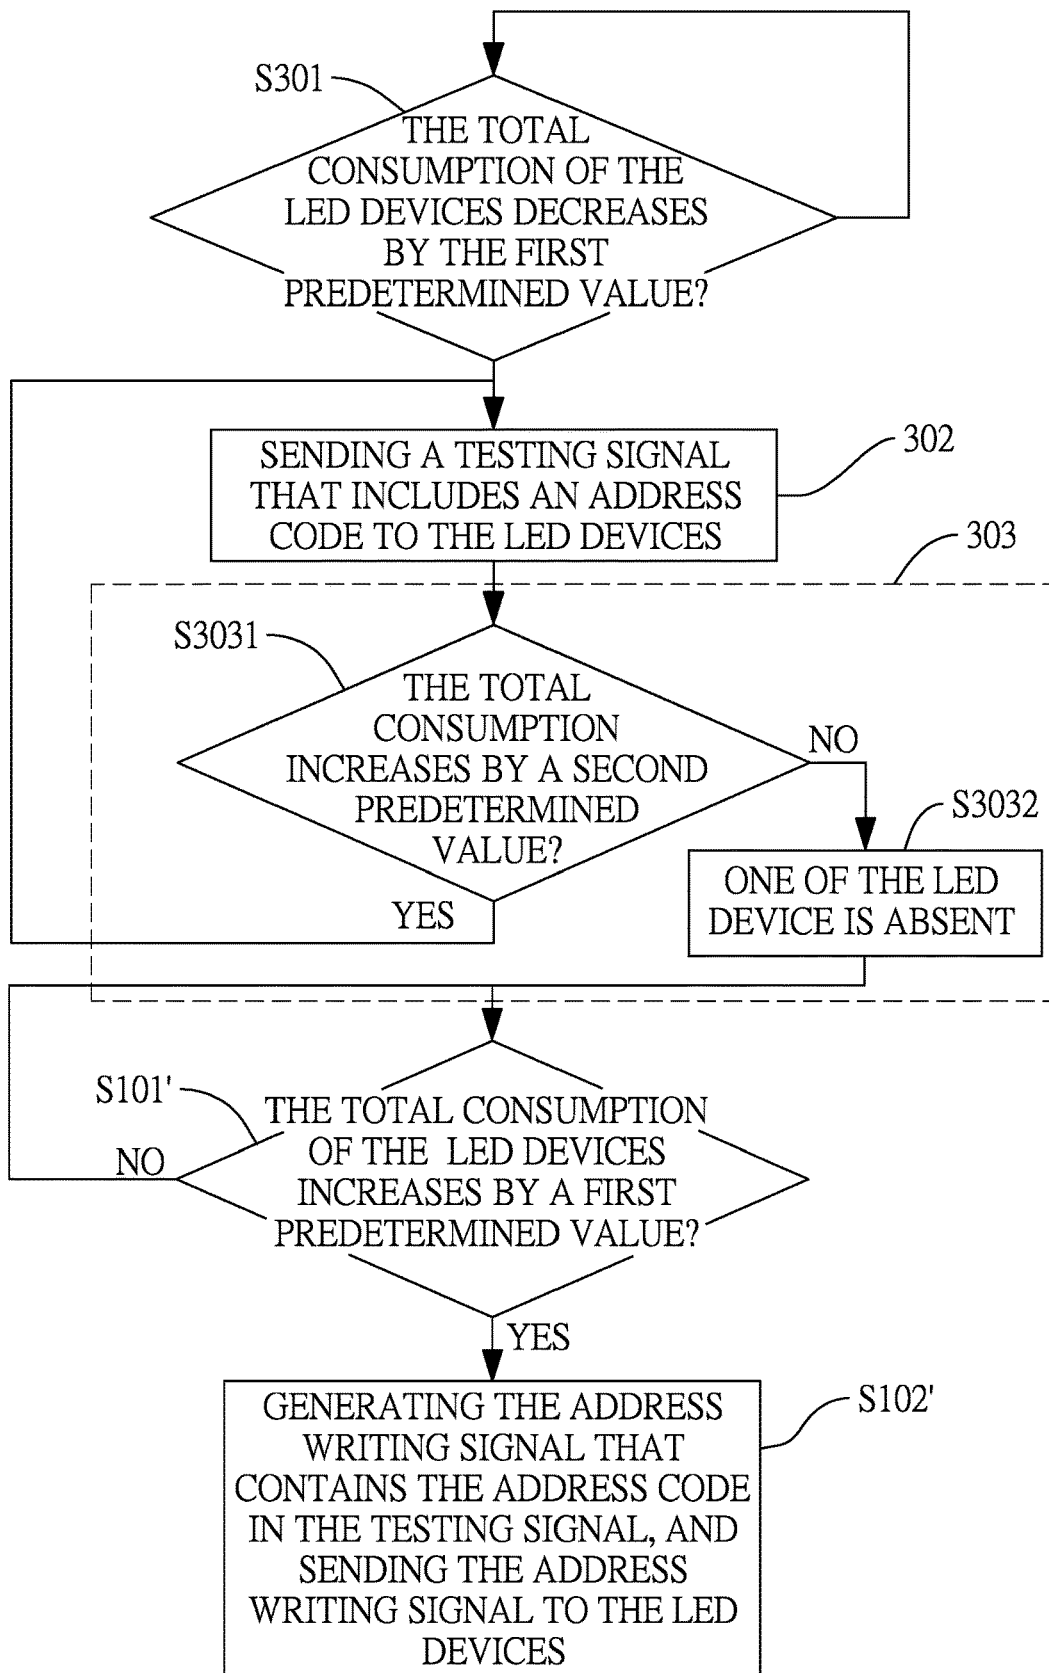 S301
THE TOTAL
CONSUMPTION OF THE
LED DEVICES DECREASES
BY THE FIRST
PREDETERMINED VALUE?
302
SENDING A TESTING SIGNAL
THAT INCLUDES AN ADDRESS
CODE TO THE LED DEVICES
303
S3031
THE TOTAL
CONSUMPTION
INCREASES BY A SECOND
PREDETERMINED
VALUE?
NO
S3032
ONE OF THE LED
DEVICE IS ABSENT
YES
S101'
THE TOTAL CONSUMPTION
OF THE LED DEVICES
INCREASES BY A FIRST
PREDETERMINED VALUE?
NO
YES
S102'
GENERATING THE ADDRESS
WRITING SIGNAL THAT
CONTAINS THE ADDRESS CODE
IN THE TESTING SIGNAL, AND
SENDING THE ADDRESS
WRITING SIGNAL TO THE LED
DEVICES